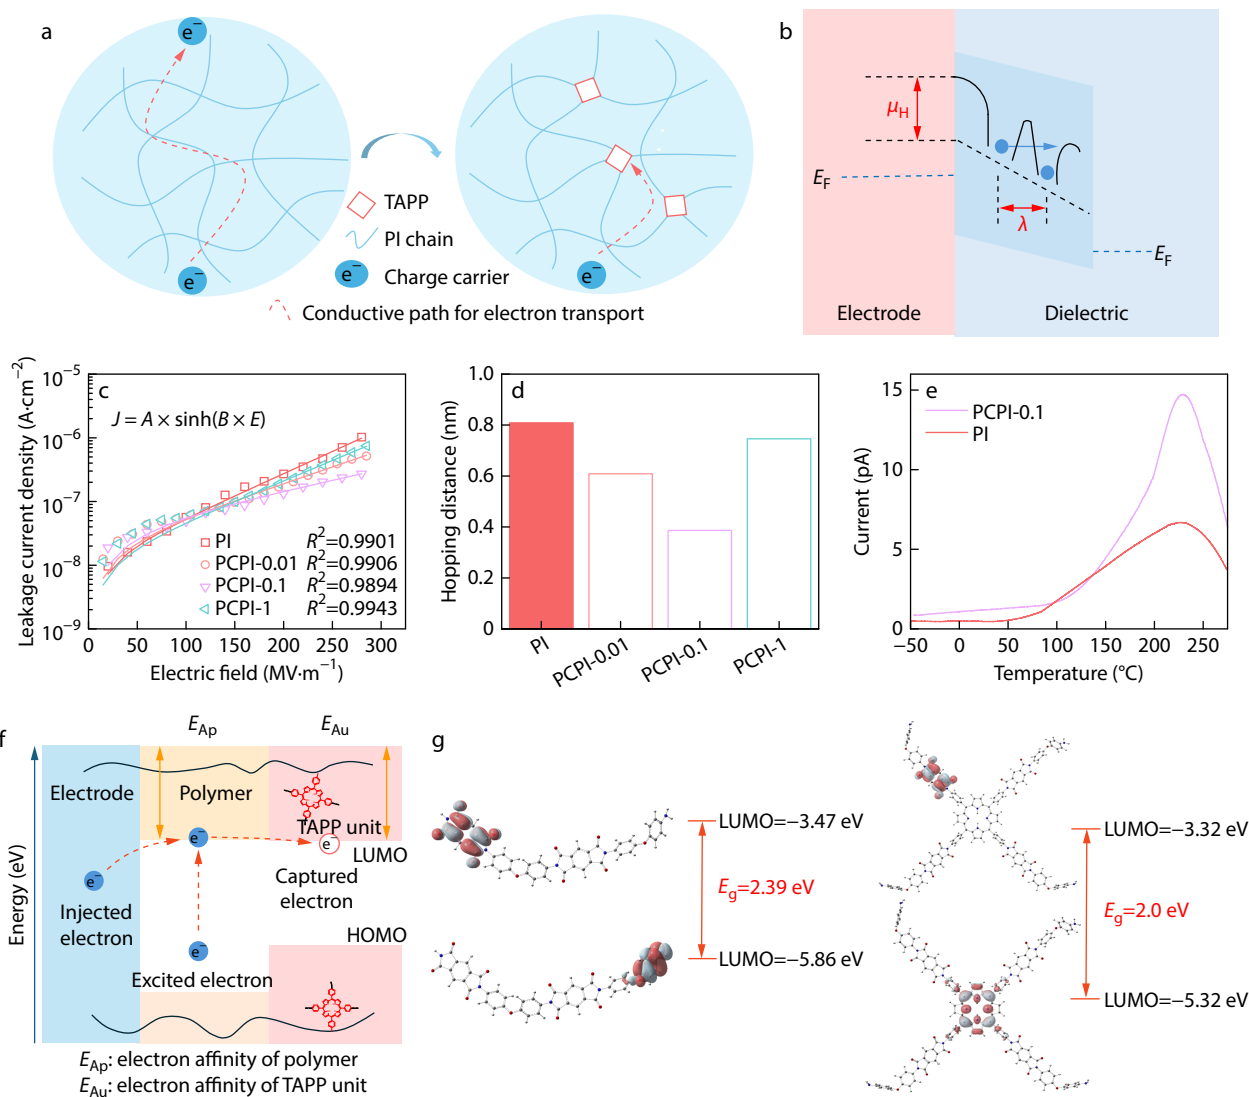 a
e−
e−
e−
TAPP
PI chain
e− Charge carrier
Conductive path for electron transport
b
μH
EF
λ
EF
Electrode
Dielectric
c
J = A × sinh(B × E)
Leakage current density (A·cm−2)
10−5
10−6
10−7
10−8
10−9
PI R2=0.9901
PCPI-0.01 R2=0.9906
PCPI-0.1 R2=0.9894
PCPI-1 R2=0.9943
0 50 100 150 200 250 300
Electric field (MV·m−1)
d
Hopping distance (nm)
1.0
0.8
0.6
0.4
0.2
0
PI
PCPI-0.01
PCPI-0.1
PCPI-1
e
PCPI-0.1
PI
Current (pA)
15
10
5
0
−50 0 50 100 150 200 250
Temperature (°C)
f
EAp
EAu
Energy (eV)
Electrode
Polymer
TAPP unit
e−
e−
LUMO
e−
Captured
electron
Injected
electron
HOMO
e−
Excited electron
EAp: electron affinity of polymer
EAu: electron affinity of TAPP unit
g
LUMO=−3.47 eV
Eg=2.39 eV
LUMO=−5.86 eV
LUMO=−3.32 eV
Eg=2.0 eV
LUMO=−5.32 eV